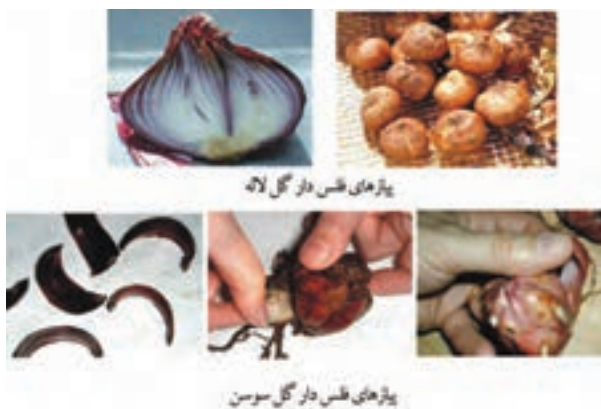 پیازهای فلس دار گل لاله
پیازهای فلس دار گل سوسن